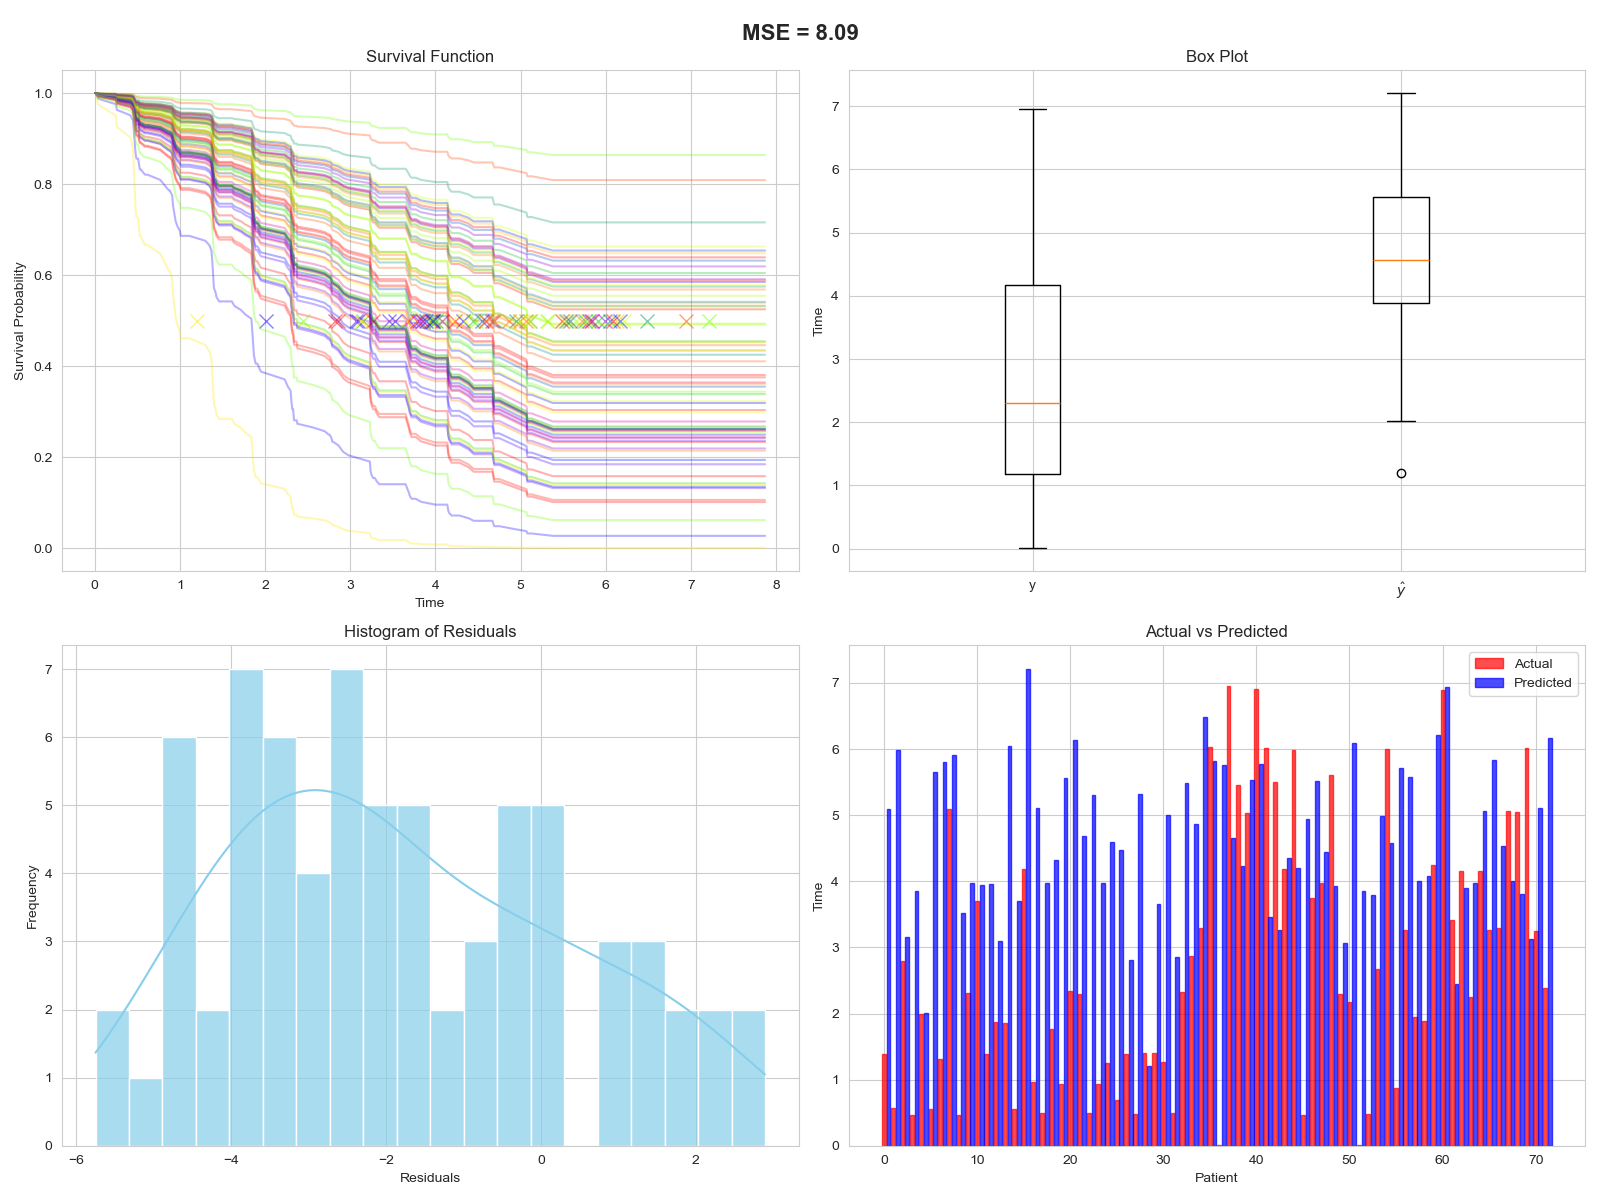 MSE = 8.09
Survival Function
1.0
0.8
0.6
0.4
0.2
0.0
Survival Probability
0 1 2 3 4 5 6 7 8
Time
Box Plot
7
6
5
4
3
2
1
0
Time
y ŷ
Histogram of Residuals
7
6
5
4
3
2
1
0
Frequency
−6 −4 −2 0 2
Residuals
Actual vs Predicted
Actual
Predicted
7
6
5
4
3
2
1
0
Time
0 10 20 30 40 50 60 70
Patient